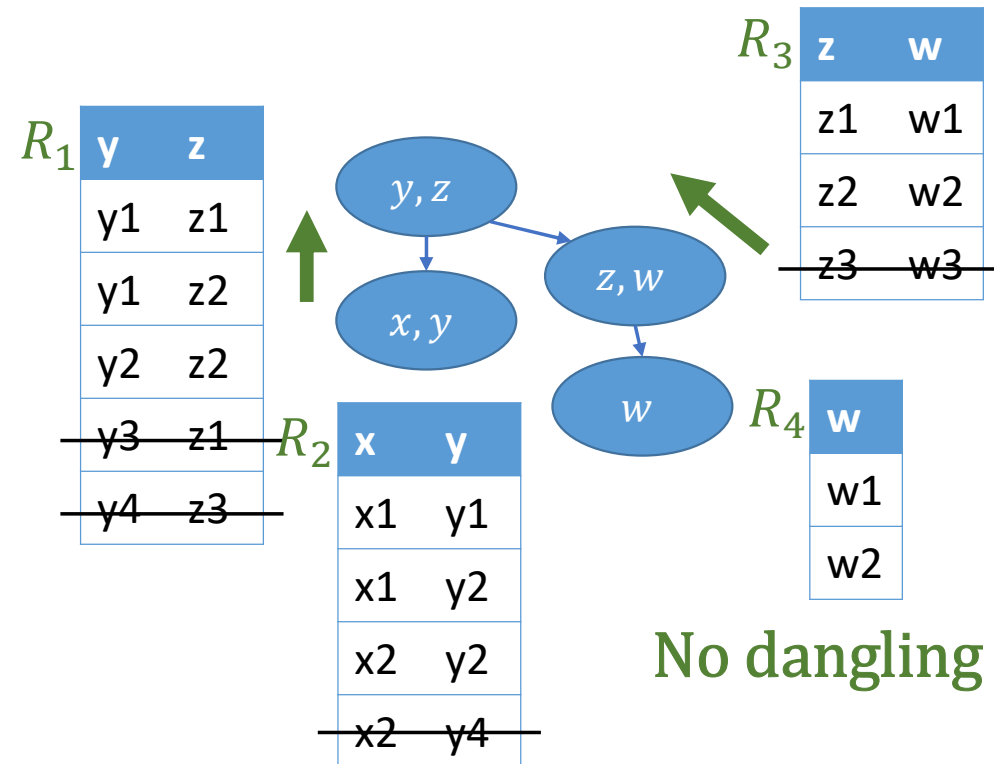 R₁
y z
y1 z1
y1 z2
y2 z2
y3 z1
y4 z3
y, z
x, y
z, w
w
R₂
x y
x1 y1
x1 y2
x2 y2
x2 y4
R₃
z w
z1 w1
z2 w2
z3 w3
R₄
w
w1
w2
No dangling